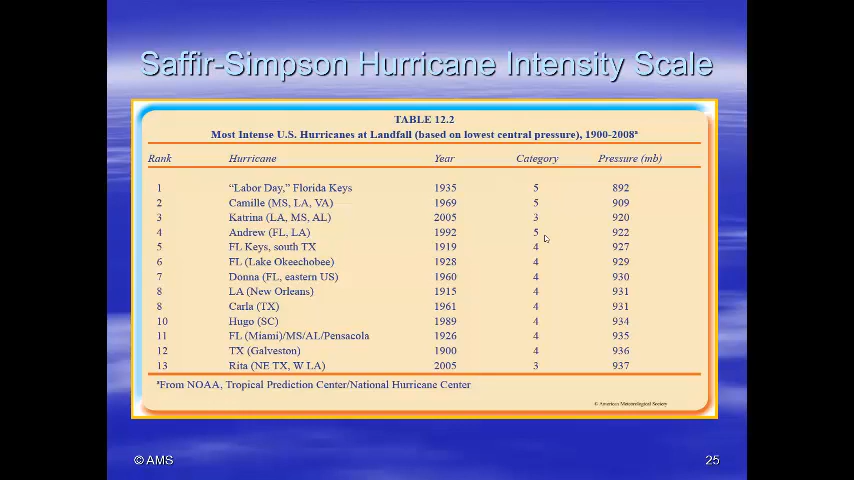 Saffir-Simpson Hurricane Intensity Scale
TABLE 12.2
Most Intense U.S. Hurricanes at Landfall (based on lowest central pressure), 1900-2008ᵃ
Rank Hurricane Year Category Pressure (mb)
1 “Labor Day,” Florida Keys 1935 5 892
2 Camille (MS, LA, VA) 1969 5 909
3 Katrina (LA, MS, AL) 2005 3 920
4 Andrew (FL, LA) 1992 5 922
5 FL Keys, south TX 1919 4 927
6 FL (Lake Okeechobee) 1928 4 929
7 Donna (FL, eastern US) 1960 4 930
8 LA (New Orleans) 1915 4 931
8 Carla (TX) 1961 4 931
10 Hugo (SC) 1989 4 934
11 FL (Miami)/MS/AL/Pensacola 1926 4 935
12 TX (Galveston) 1900 4 936
13 Rita (NE TX, W LA) 2005 3 937
ᵃFrom NOAA, Tropical Prediction Center/National Hurricane Center
© American Meteorological Society
© AMS 25